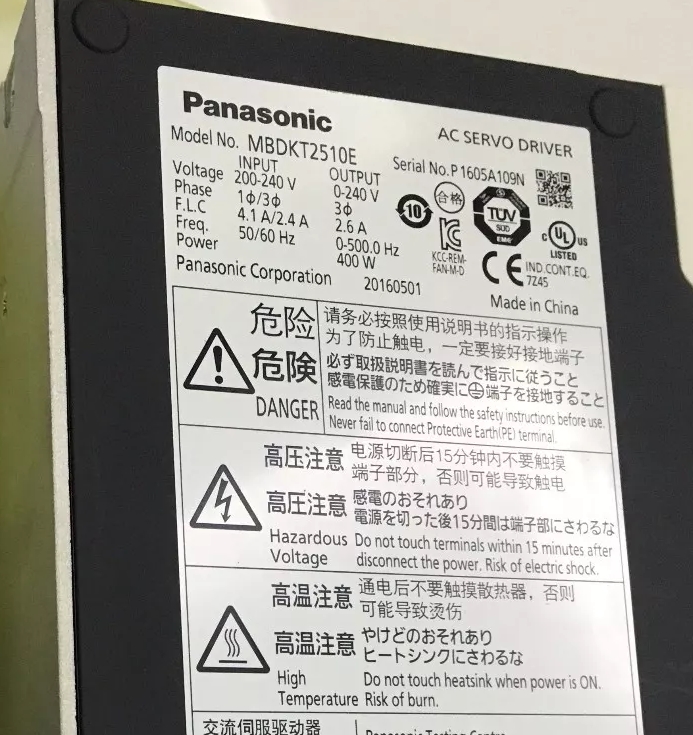 Panasonic
AC SERVO DRIVER
Model No. MBDKT2510E
Serial No. P1605A109N
INPUT OUTPUT
Voltage 200-240 V 0-240 V
Phase 1ϕ/3ϕ 3ϕ
F.L.C 4.1 A/2.4 A 2.6 A
Freq. 50/60 Hz 0-500.0 Hz
Power 400 W
Panasonic Corporation 20160501
10
合格
KCC-REM-
FAN-M-D
TÜV
SÜD
EME
C UL US
LISTED
CE
IND.CONT.EQ.
7Z45
Made in China
危险
请务必按照使用说明书的指示操作
为了防止触电，一定要接好接地端子
危険
必ず取扱説明書を読んで指示に従うこと
感電保護のため確実に⏚端子を接地すること
DANGER
Read the manual and follow the safety instructions before use.
Never fail to connect Protective Earth(PE) terminal.
高压注意
电源切断后15分钟内不要触摸
端子部分，否则可能导致触电
高圧注意
感電のおそれあり
電源を切った後15分間は端子部にさわるな
Hazardous
Voltage
Do not touch terminals within 15 minutes after
disconnect the power. Risk of electric shock.
高温注意
通电后不要触摸散热器，否则
可能导致烫伤
高温注意
やけどのおそれあり
ヒートシンクにさわるな
High
Temperature
Do not touch heatsink when power is ON.
Risk of burn.
交流伺服驱动器
Panasonic Testing Centre